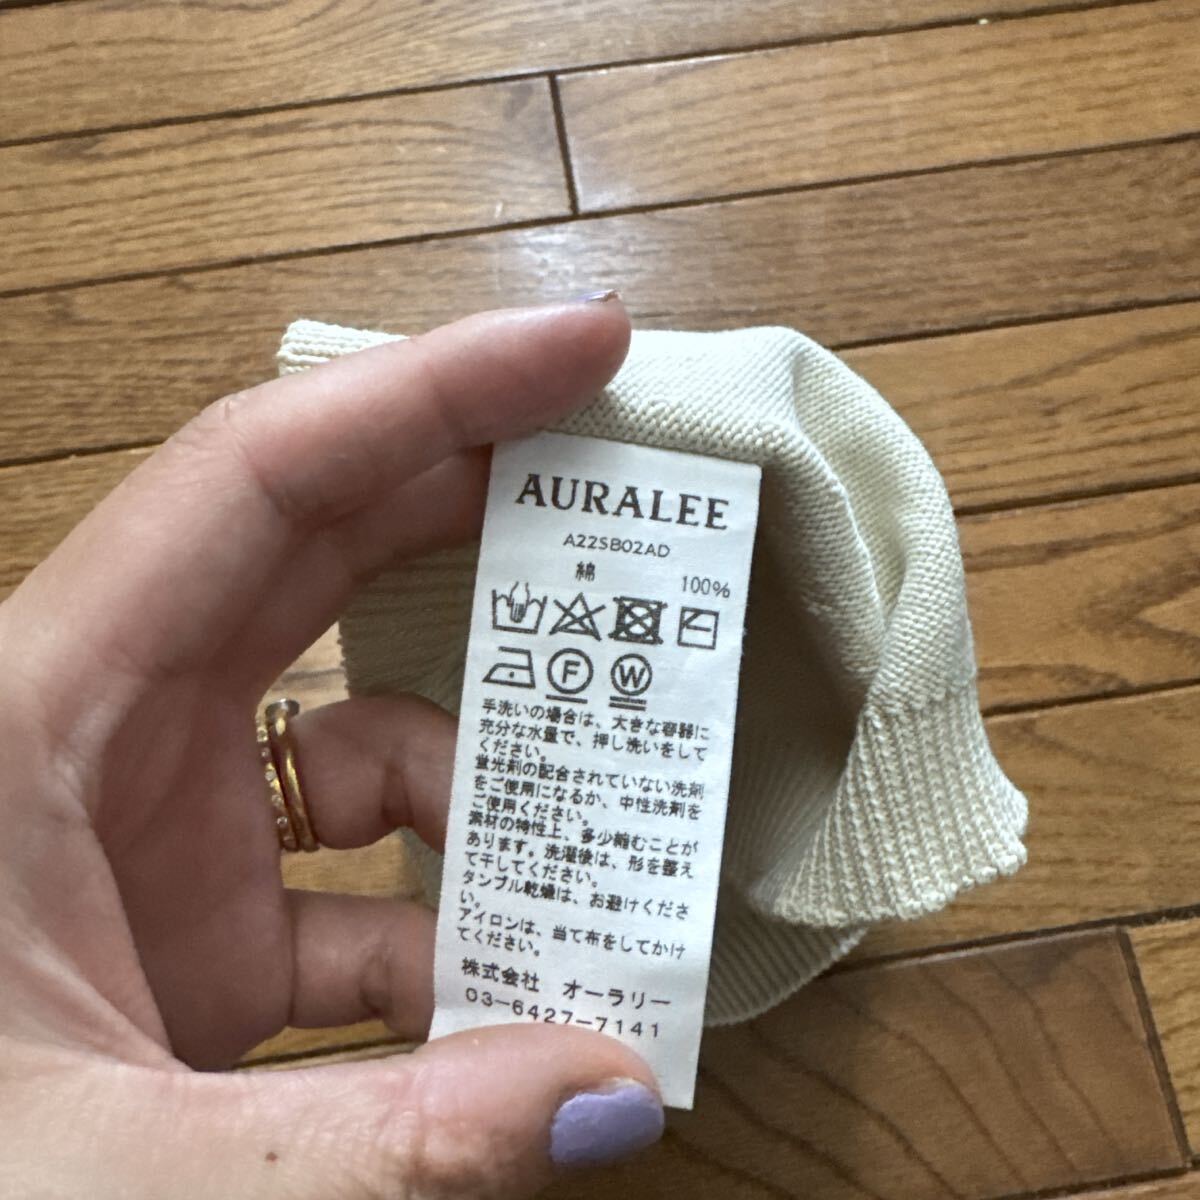 AURALEE
A22SB02AD
綿 100%
F W
手洗いの場合は、大きな容器に
充分な水量で、押し洗いをして
ください。
蛍光剤の配合されていない洗剤
をご使用になるか、中性洗剤を
ご使用ください。
素材の特性上、多少縮むことが
あります。洗濯後は、形を整え
て干してください。
タンブル乾燥は、お避けくださ
い。
アイロンは、当て布をしてかけ
てください。
株式会社 オーラリー
03-6427-7141